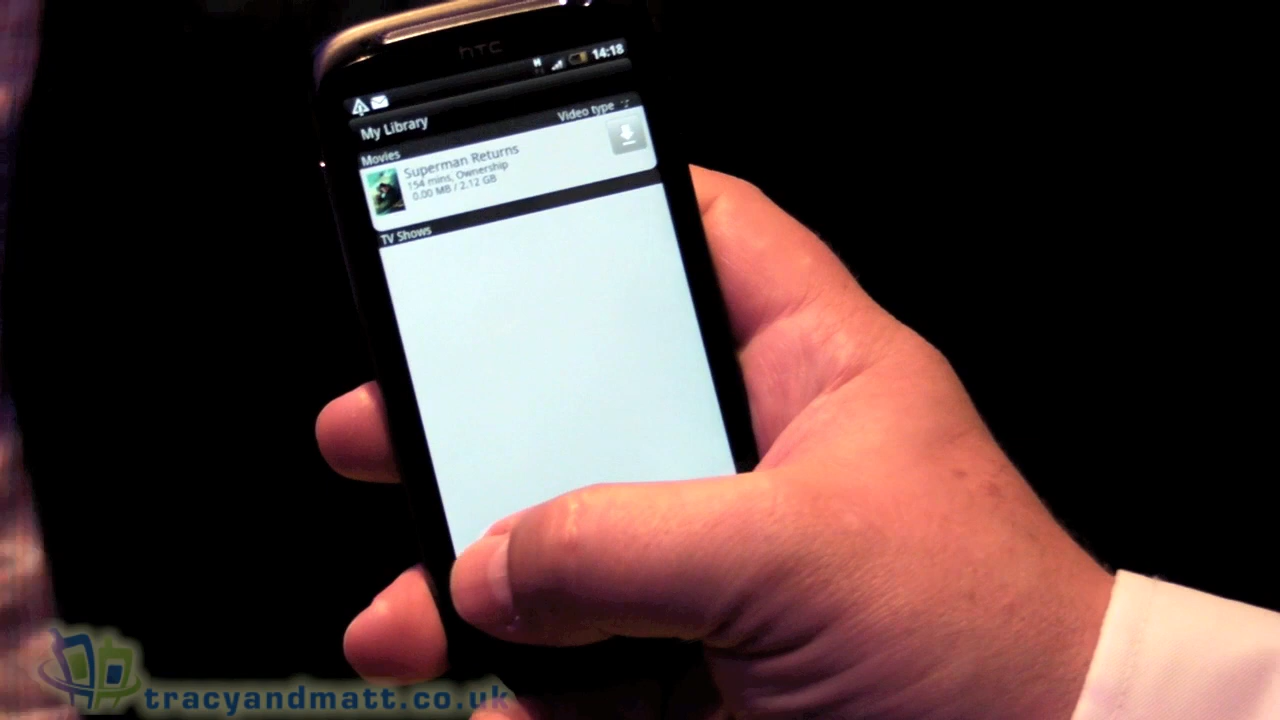 hTC
H
14:18
My Library
Video type
Movies
Superman Returns
154 mins, Ownership
0.00 MB / 2.12 GB
TV Shows
tracyandmatt.co.uk